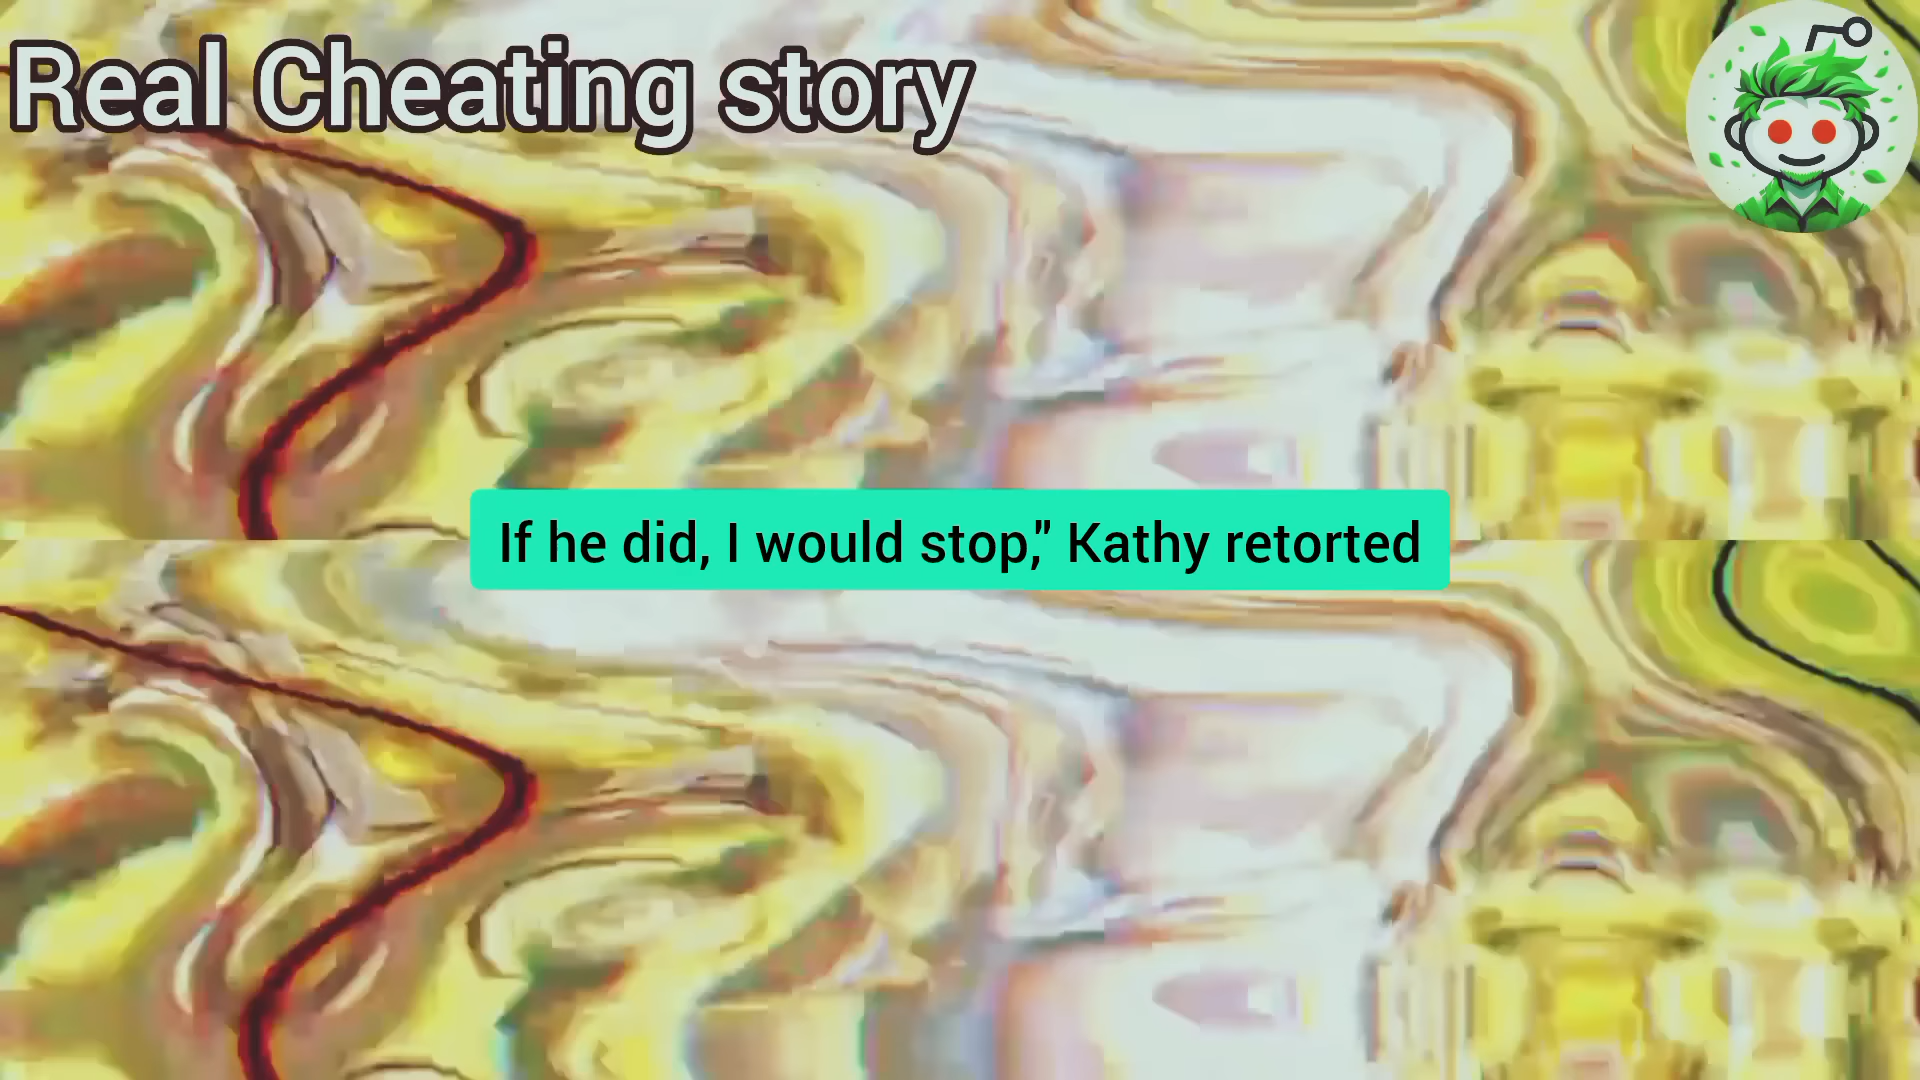 Real Cheating story
If he did, I would stop," Kathy retorted